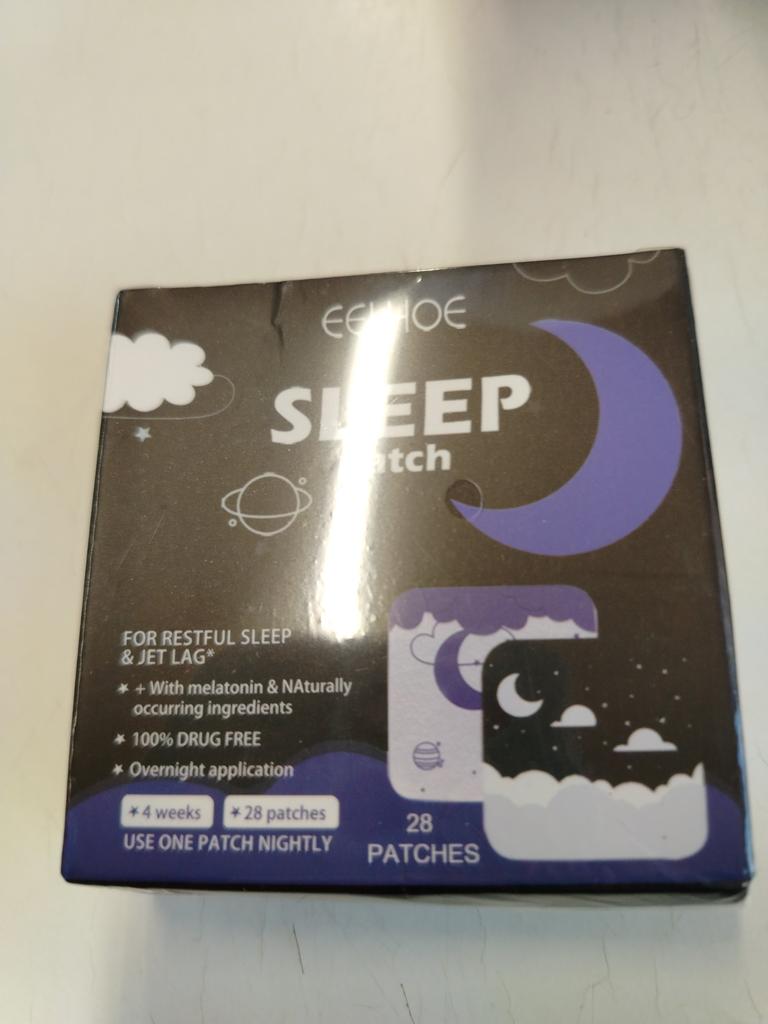 SLEEP
FOR RESTFUL SLEEP
& JET LAG*
+ With melatonin & NAturally
occurring ingredients
100% DRUG FREE
Overnight application
4 weeks 28 patches
USE ONE PATCH NIGHTLY
28
PATCHES